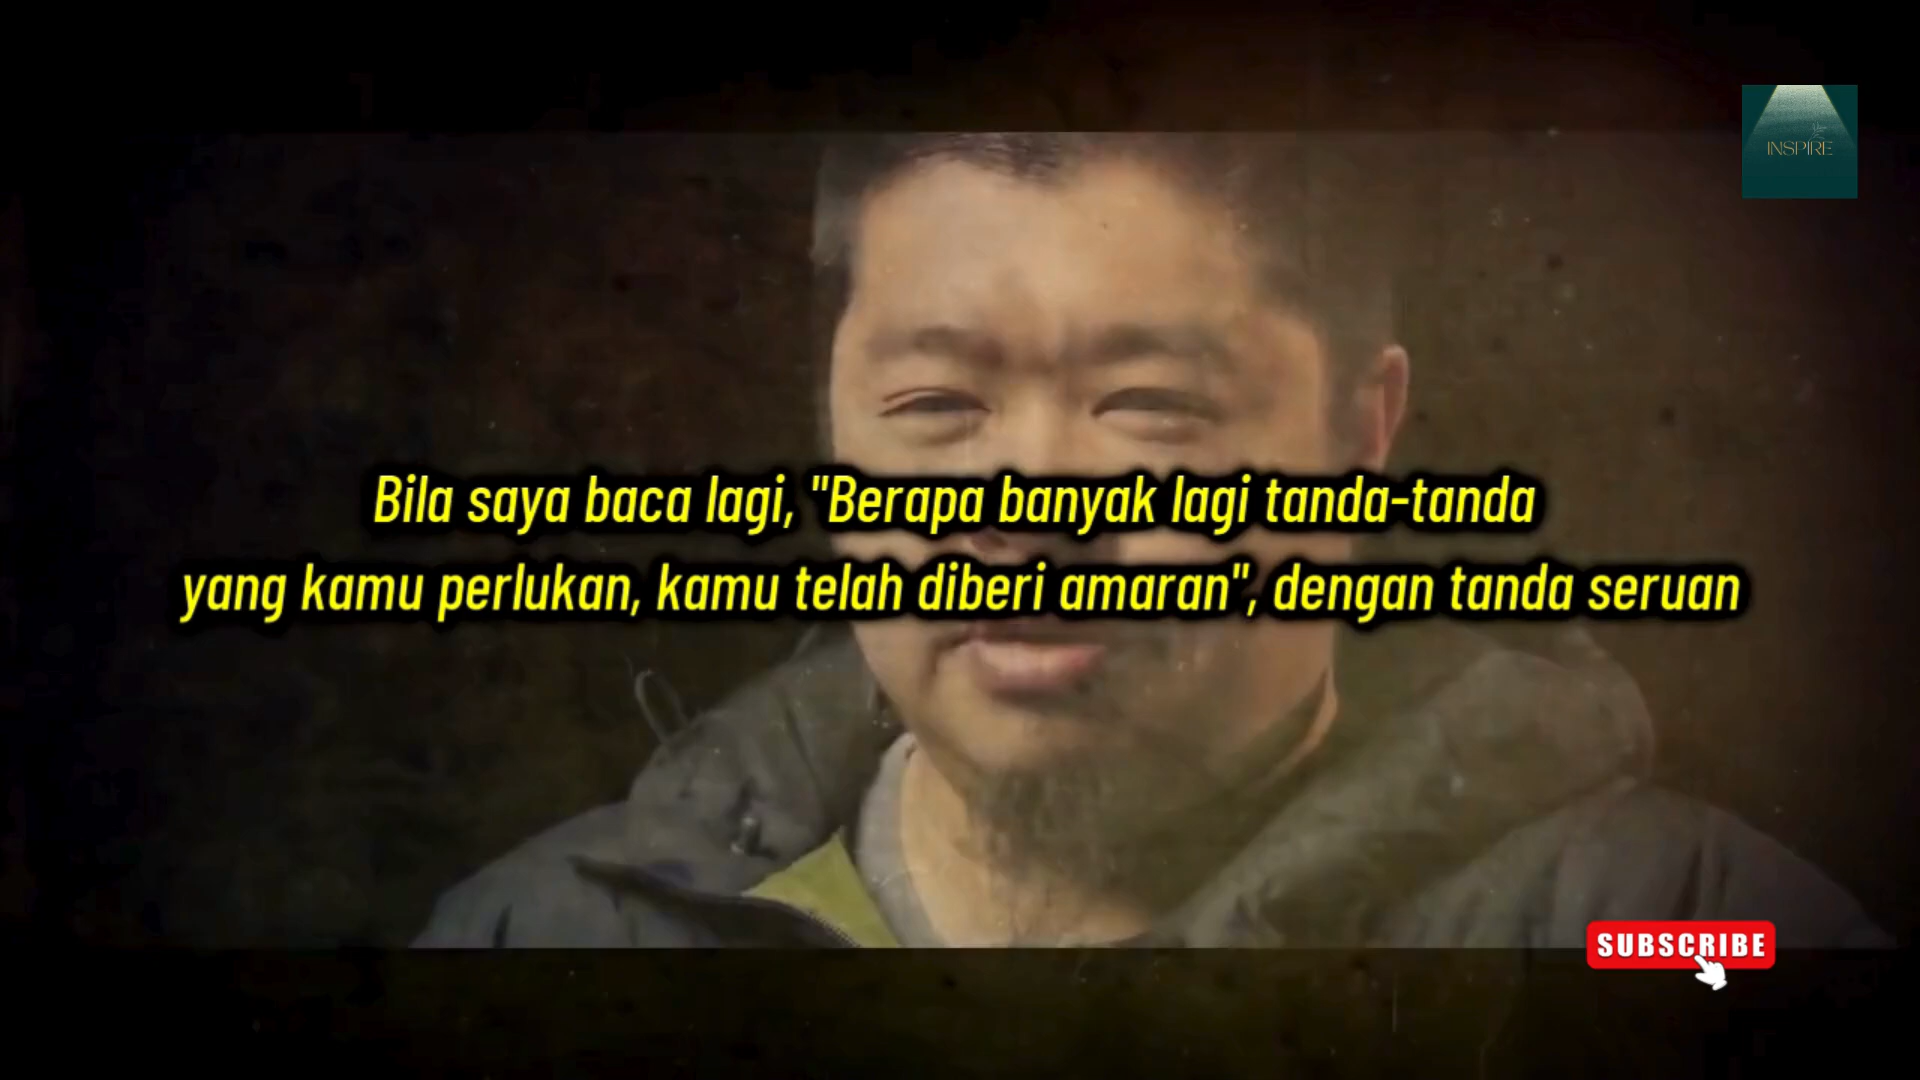 INSPIRE
Bila saya baca lagi, "Berapa banyak lagi tanda-tanda
yang kamu perlukan, kamu telah diberi amaran", dengan tanda seruan
SUBSCRIBE